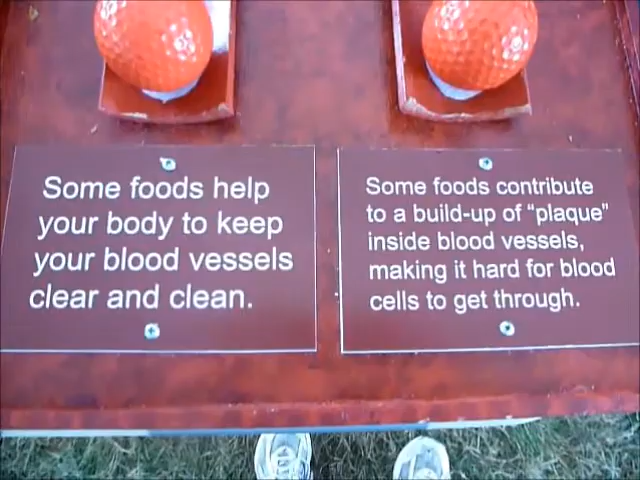 Some foods help
your body to keep
your blood vessels
clear and clean.
Some foods contribute
to a build-up of "plaque"
inside blood vessels,
making it hard for blood
cells to get through.